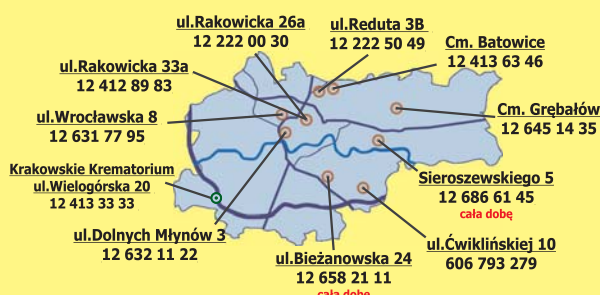 ul.Rakowicka 26a
12 222 00 30
ul.Reduta 3B
12 222 50 49
Cm. Batowice
12 413 63 46
ul.Rakowicka 33a
12 412 89 83
Cm. Grębałów
12 645 14 35
ul.Wrocławska 8
12 631 77 95
Krakowskie Krematorium
ul.Wielogórska 20
12 413 33 33
Sieroszewskiego 5
12 686 61 45
cała dobę
ul.Dolnych Młynów 3
12 632 11 22
ul.Ćwiklińskiej 10
606 793 279
ul.Bieżanowska 24
12 658 21 11
cała dobę